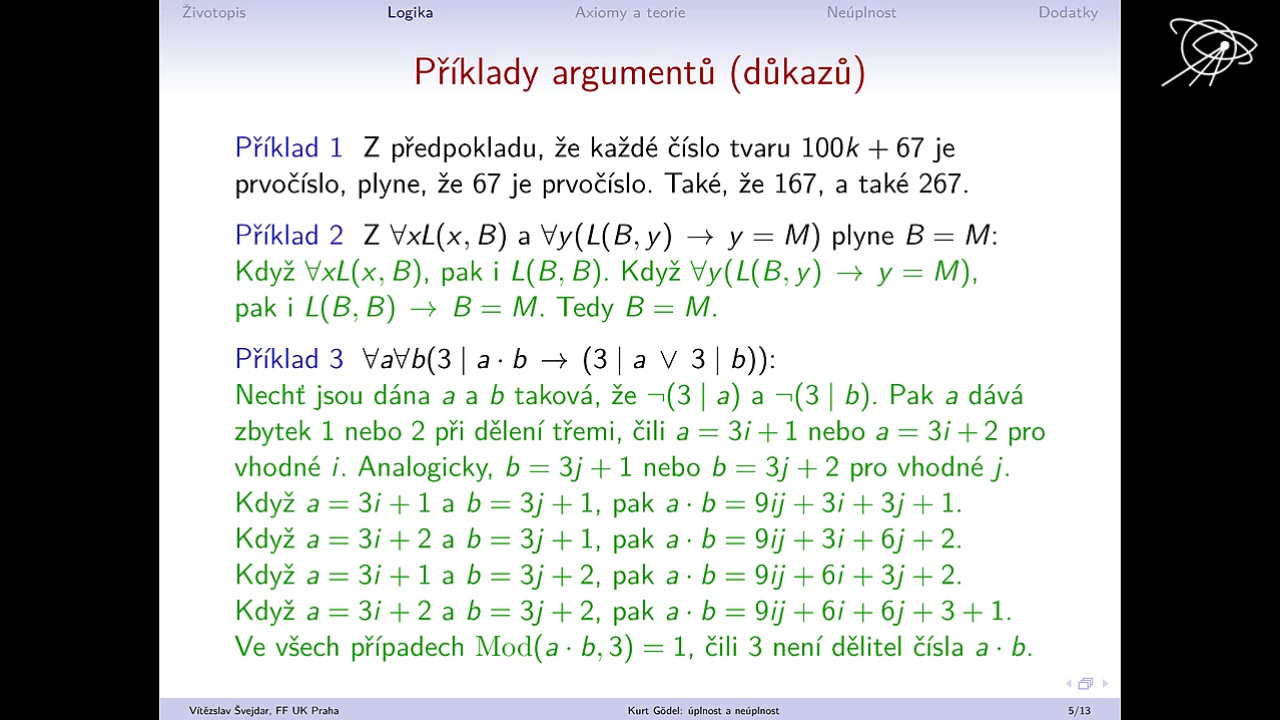 Životopis Logika Axiomy a teorie Neúplnost Dodatky
Příklady argumentů (důkazů)
Příklad 1 Z předpokladu, že každé číslo tvaru 100k + 67 je
prvočíslo, plyne, že 67 je prvočíslo. Také, že 167, a také 267.
Příklad 2 Z ∀xL(x, B) a ∀y(L(B, y) → y = M) plyne B = M:
Když ∀xL(x, B), pak i L(B, B). Když ∀y(L(B, y) → y = M),
pak i L(B, B) → B = M. Tedy B = M.
Příklad 3 ∀a∀b(3 | a · b → (3 | a ∨ 3 | b)):
Nechť jsou dána a a b taková, že ¬(3 | a) a ¬(3 | b). Pak a dává
zbytek 1 nebo 2 při dělení třemi, čili a = 3i + 1 nebo a = 3i + 2 pro
vhodné i. Analogicky, b = 3j + 1 nebo b = 3j + 2 pro vhodné j.
Když a = 3i + 1 a b = 3j + 1, pak a · b = 9ij + 3i + 3j + 1.
Když a = 3i + 2 a b = 3j + 1, pak a · b = 9ij + 3i + 6j + 2.
Když a = 3i + 1 a b = 3j + 2, pak a · b = 9ij + 6i + 3j + 2.
Když a = 3i + 2 a b = 3j + 2, pak a · b = 9ij + 6i + 6j + 3 + 1.
Ve všech případech Mod(a · b, 3) = 1, čili 3 není dělitel čísla a · b.
Vítězslav Švejdar, FF UK Praha Kurt Gödel: úplnost a neúplnost 5/13